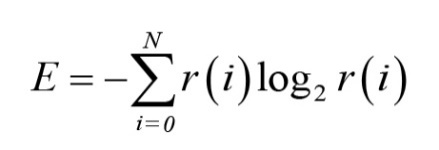 E = −∑_{i=0}^{N} r(i) log₂ r(i)